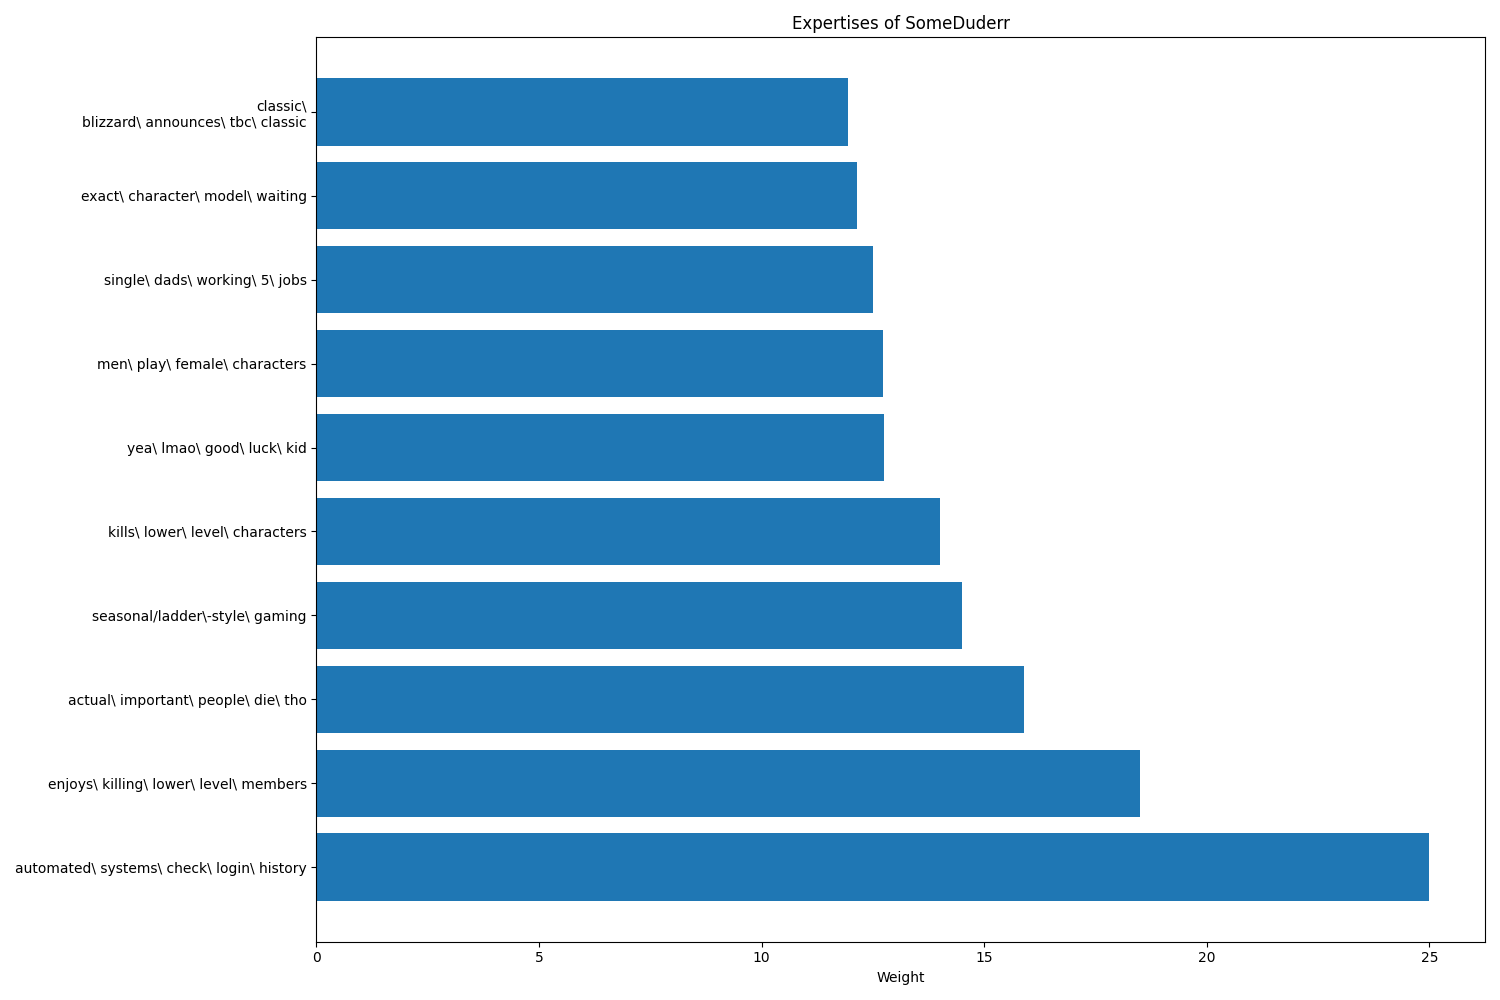 Expertises of SomeDuderr
classic\
blizzard\ announces\ tbc\ classic
exact\ character\ model\ waiting
single\ dads\ working\ 5\ jobs
men\ play\ female\ characters
yea\ lmao\ good\ luck\ kid
kills\ lower\ level\ characters
seasonal/ladder\-style\ gaming
actual\ important\ people\ die\ tho
enjoys\ killing\ lower\ level\ members
automated\ systems\ check\ login\ history
0 5 10 15 20 25
Weight